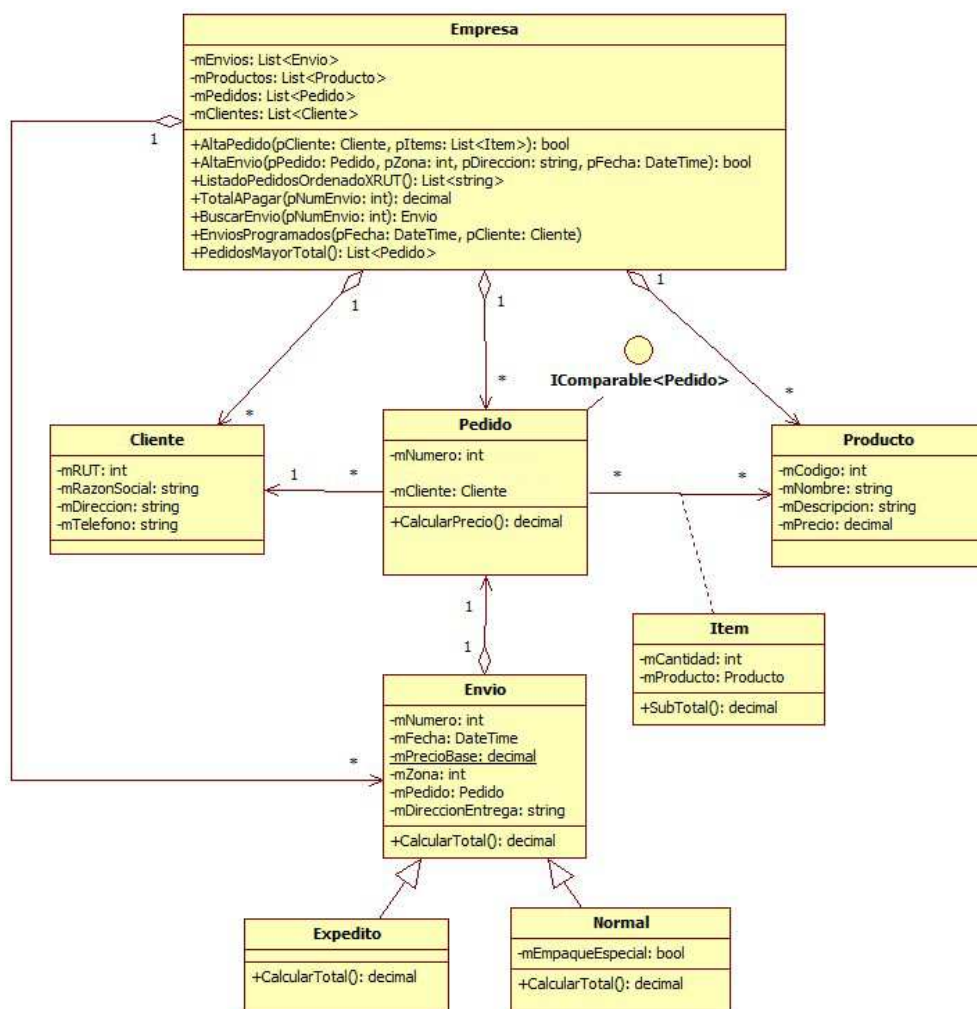 Empresa
-mEnvios: List<Envio>
-mProductos: List<Producto>
-mPedidos: List<Pedido>
-mClientes: List<Cliente>
+AltaPedido(pCliente: Cliente, pItems: List<Item>): bool
+AltaEnvio(pPedido: Pedido, pZona: int, pDireccion: string, pFecha: DateTime): bool
+ListadoPedidosOrdenadoXRUT(): List<string>
+TotalAPagar(pNumEnvio: int): decimal
+BuscarEnvio(pNumEnvio: int): Envio
+EnviosProgramados(pFecha: DateTime, pCliente: Cliente)
+PedidosMayorTotal(): List<Pedido>
1
1
1
1
IComparable<Pedido>
*
*
*
Cliente
-mRUT: int
-mRazonSocial: string
-mDireccion: string
-mTelefono: string
1
*
Pedido
-mNumero: int
-mCliente: Cliente
+CalcularPrecio(): decimal
*
*
Producto
-mCodigo: int
-mNombre: string
-mDescripcion: string
-mPrecio: decimal
1
1
Item
-mCantidad: int
-mProducto: Producto
+SubTotal(): decimal
*
Envio
-mNumero: int
-mFecha: DateTime
-mPrecioBase: decimal
-mZona: int
-mPedido: Pedido
-mDireccionEntrega: string
+CalcularTotal(): decimal
Expedito
+CalcularTotal(): decimal
Normal
-mEmpaqueEspecial: bool
+CalcularTotal(): decimal